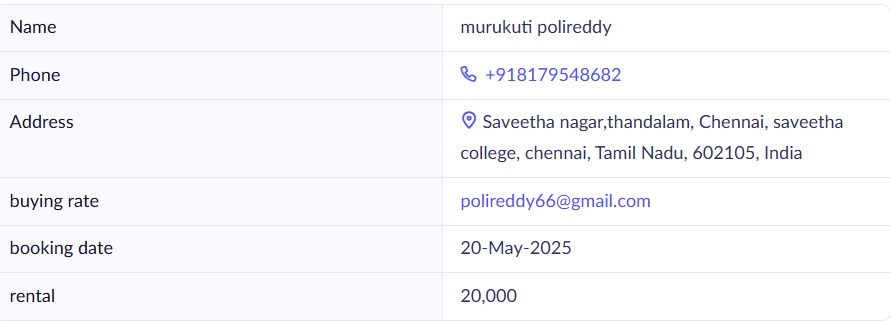 Name murukuti polireddy
Phone +918179548682
Address Saveetha nagar,thandalam, Chennai, saveetha
college, chennai, Tamil Nadu, 602105, India
buying rate polireddy66@gmail.com
booking date 20-May-2025
rental 20,000